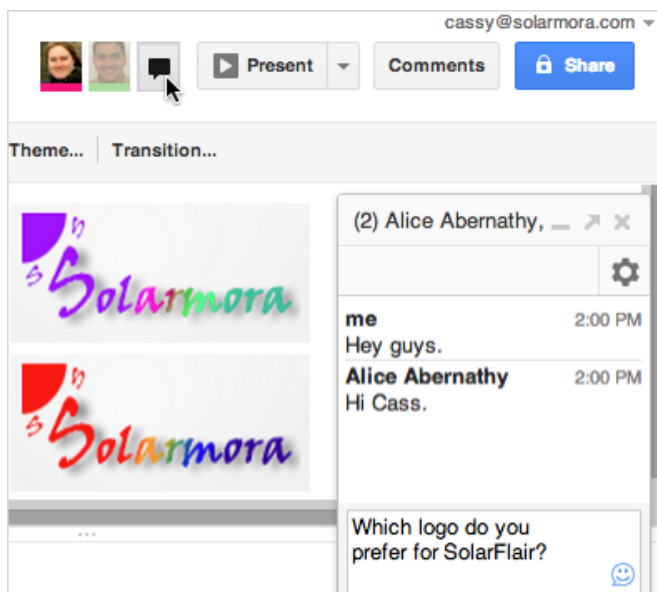 cassy@solarmora.com
Present
Comments
Share
Theme...
Transition...
Solarmora
Solarmora
(2) Alice Abernathy,
me 2:00 PM
Hey guys.
Alice Abernathy 2:00 PM
Hi Cass.
Which logo do you
prefer for SolarFlair?